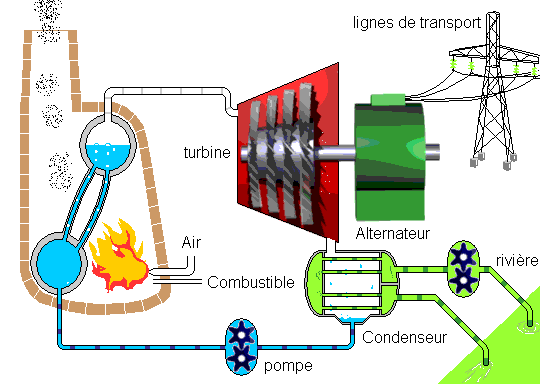 lignes de transport
turbine
Alternateur
Air
Combustible
rivière
Condenseur
pompe